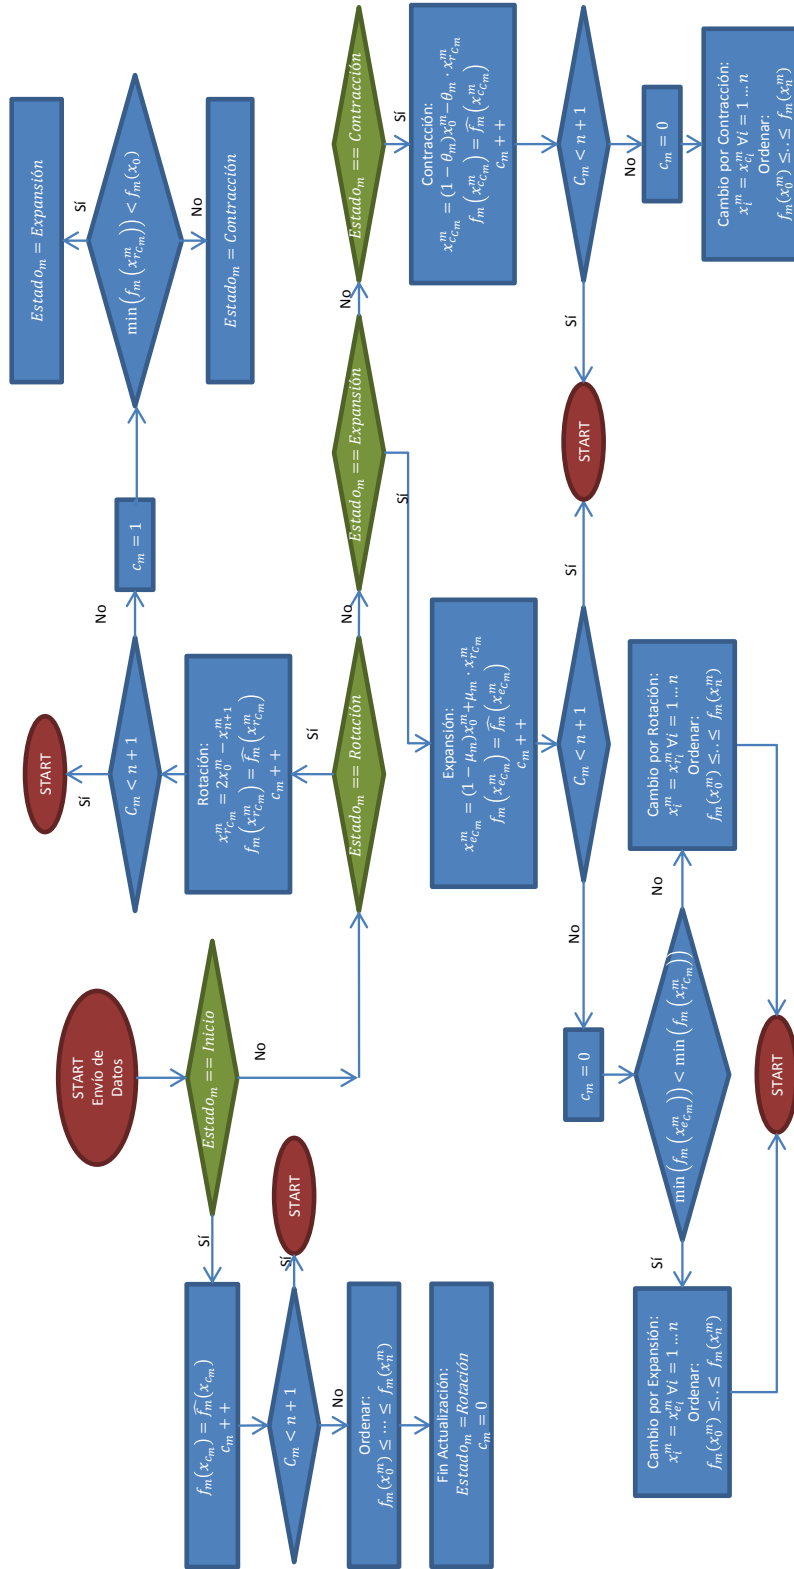 START
Envío de
Datos
Estado_m == Inicio
Sí
No
f_m(x_{c_m}) = \widehat{f_m}(x_{c_m})
c_m ++
C_m < n + 1
Sí
START
No
Ordenar:
f_m(x_0^m) ≤ ⋯ ≤ f_m(x_n^m)
Fin Actualización:
Estado_m = Rotación
c_m = 0
Estado_m == Rotación
Sí
No
Rotación:
x_{r_{C_m}}^m = 2x_0^m − x_{n+1}^m
f_m(x_{r_{C_m}}^m) = \widehat{f_m}(x_{r_{C_m}}^m)
c_m ++
C_m < n + 1
Sí
START
No
c_m = 1
min(f_m(x_{r_{C_m}}^m)) < f_m(x_0)
Sí
Estado_m = Expansión
No
Estado_m = Contracción
Estado_m == Expansión
Sí
No
Expansión:
x_{e_{C_m}}^m = (1 − μ_m)x_0^m + μ_m · x_{r_{C_m}}^m
f_m(x_{e_{C_m}}^m) = \widehat{f_m}(x_{e_{C_m}}^m)
c_m ++
C_m < n + 1
Sí
START
No
c_m = 0
min(f_m(x_{e_{C_m}}^m)) < min(f_m(x_{r_{C_m}}^m))
Sí
Cambio por Expansión:
x_i^m = x_{e_i}^m ∀i = 1 … n
Ordenar:
f_m(x_0^m) ≤ ‥ ≤ f_m(x_n^m)
No
Cambio por Rotación:
x_i^m = x_{r_i}^m ∀i = 1 … n
Ordenar:
f_m(x_0^m) ≤ ‥ ≤ f_m(x_n^m)
START
Estado_m == Contracción
Sí
Contracción:
x_{c_{C_m}}^m = (1 − θ_m)x_0^m − θ_m · x_{r_{C_m}}^m
f_m(x_{c_{C_m}}^m) = \widehat{f_m}(x_{c_{C_m}}^m)
c_m ++
C_m < n + 1
Sí
No
c_m = 0
Cambio por Contracción:
x_i^m = x_{c_i}^m ∀i = 1 … n
Ordenar:
f_m(x_0^m) ≤ ‥ ≤ f_m(x_n^m)